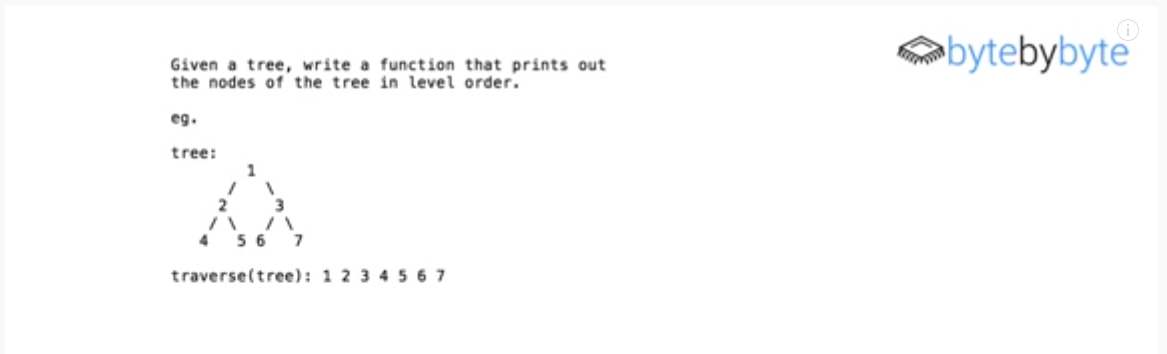 bytebybyte
Given a tree, write a function that prints out
the nodes of the tree in level order.
eg.
tree:
1
/ \
2 3
/ \ / \
4 5 6 7
traverse(tree): 1 2 3 4 5 6 7